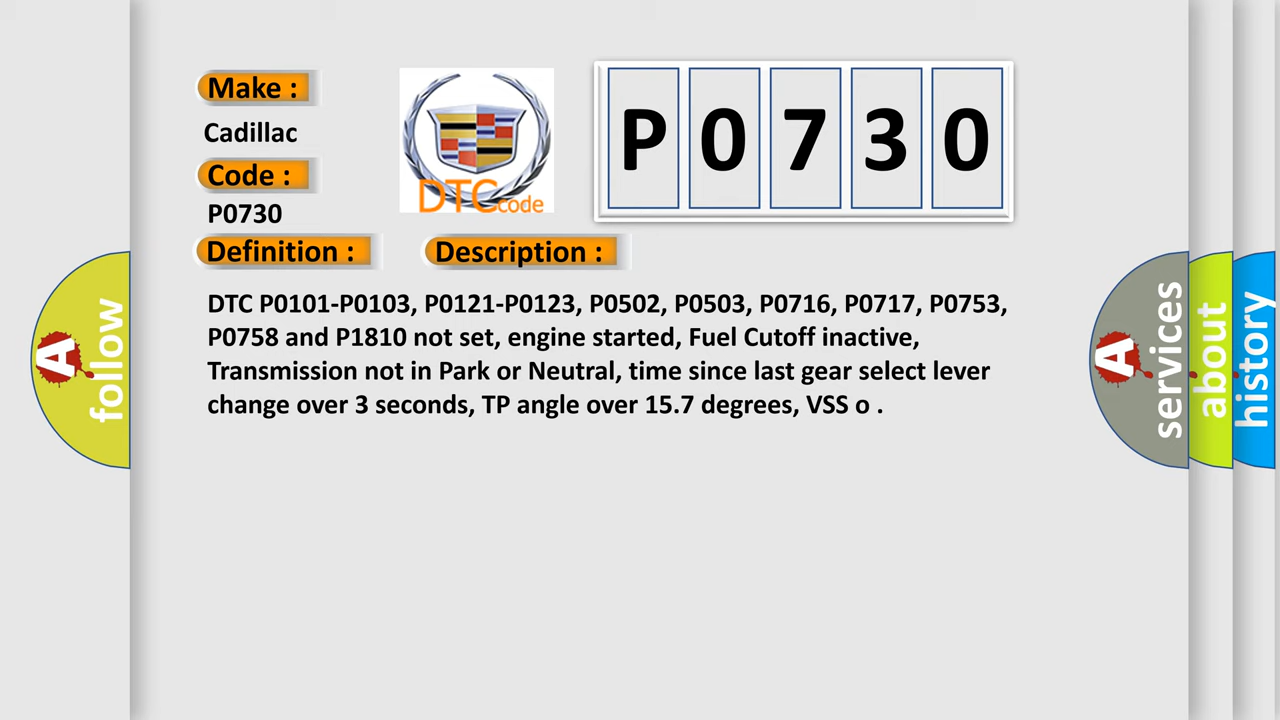 Make :
Cadillac
Code :
P0730
Definition :
Description :
DTC code
P0730
DTC P0101-P0103, P0121-P0123, P0502, P0503, P0716, P0717, P0753,
P0758 and P1810 not set, engine started, Fuel Cutoff inactive,
Transmission not in Park or Neutral, time since last gear select lever
change over 3 seconds, TP angle over 15.7 degrees, VSS o .
A follow
A services
about
history